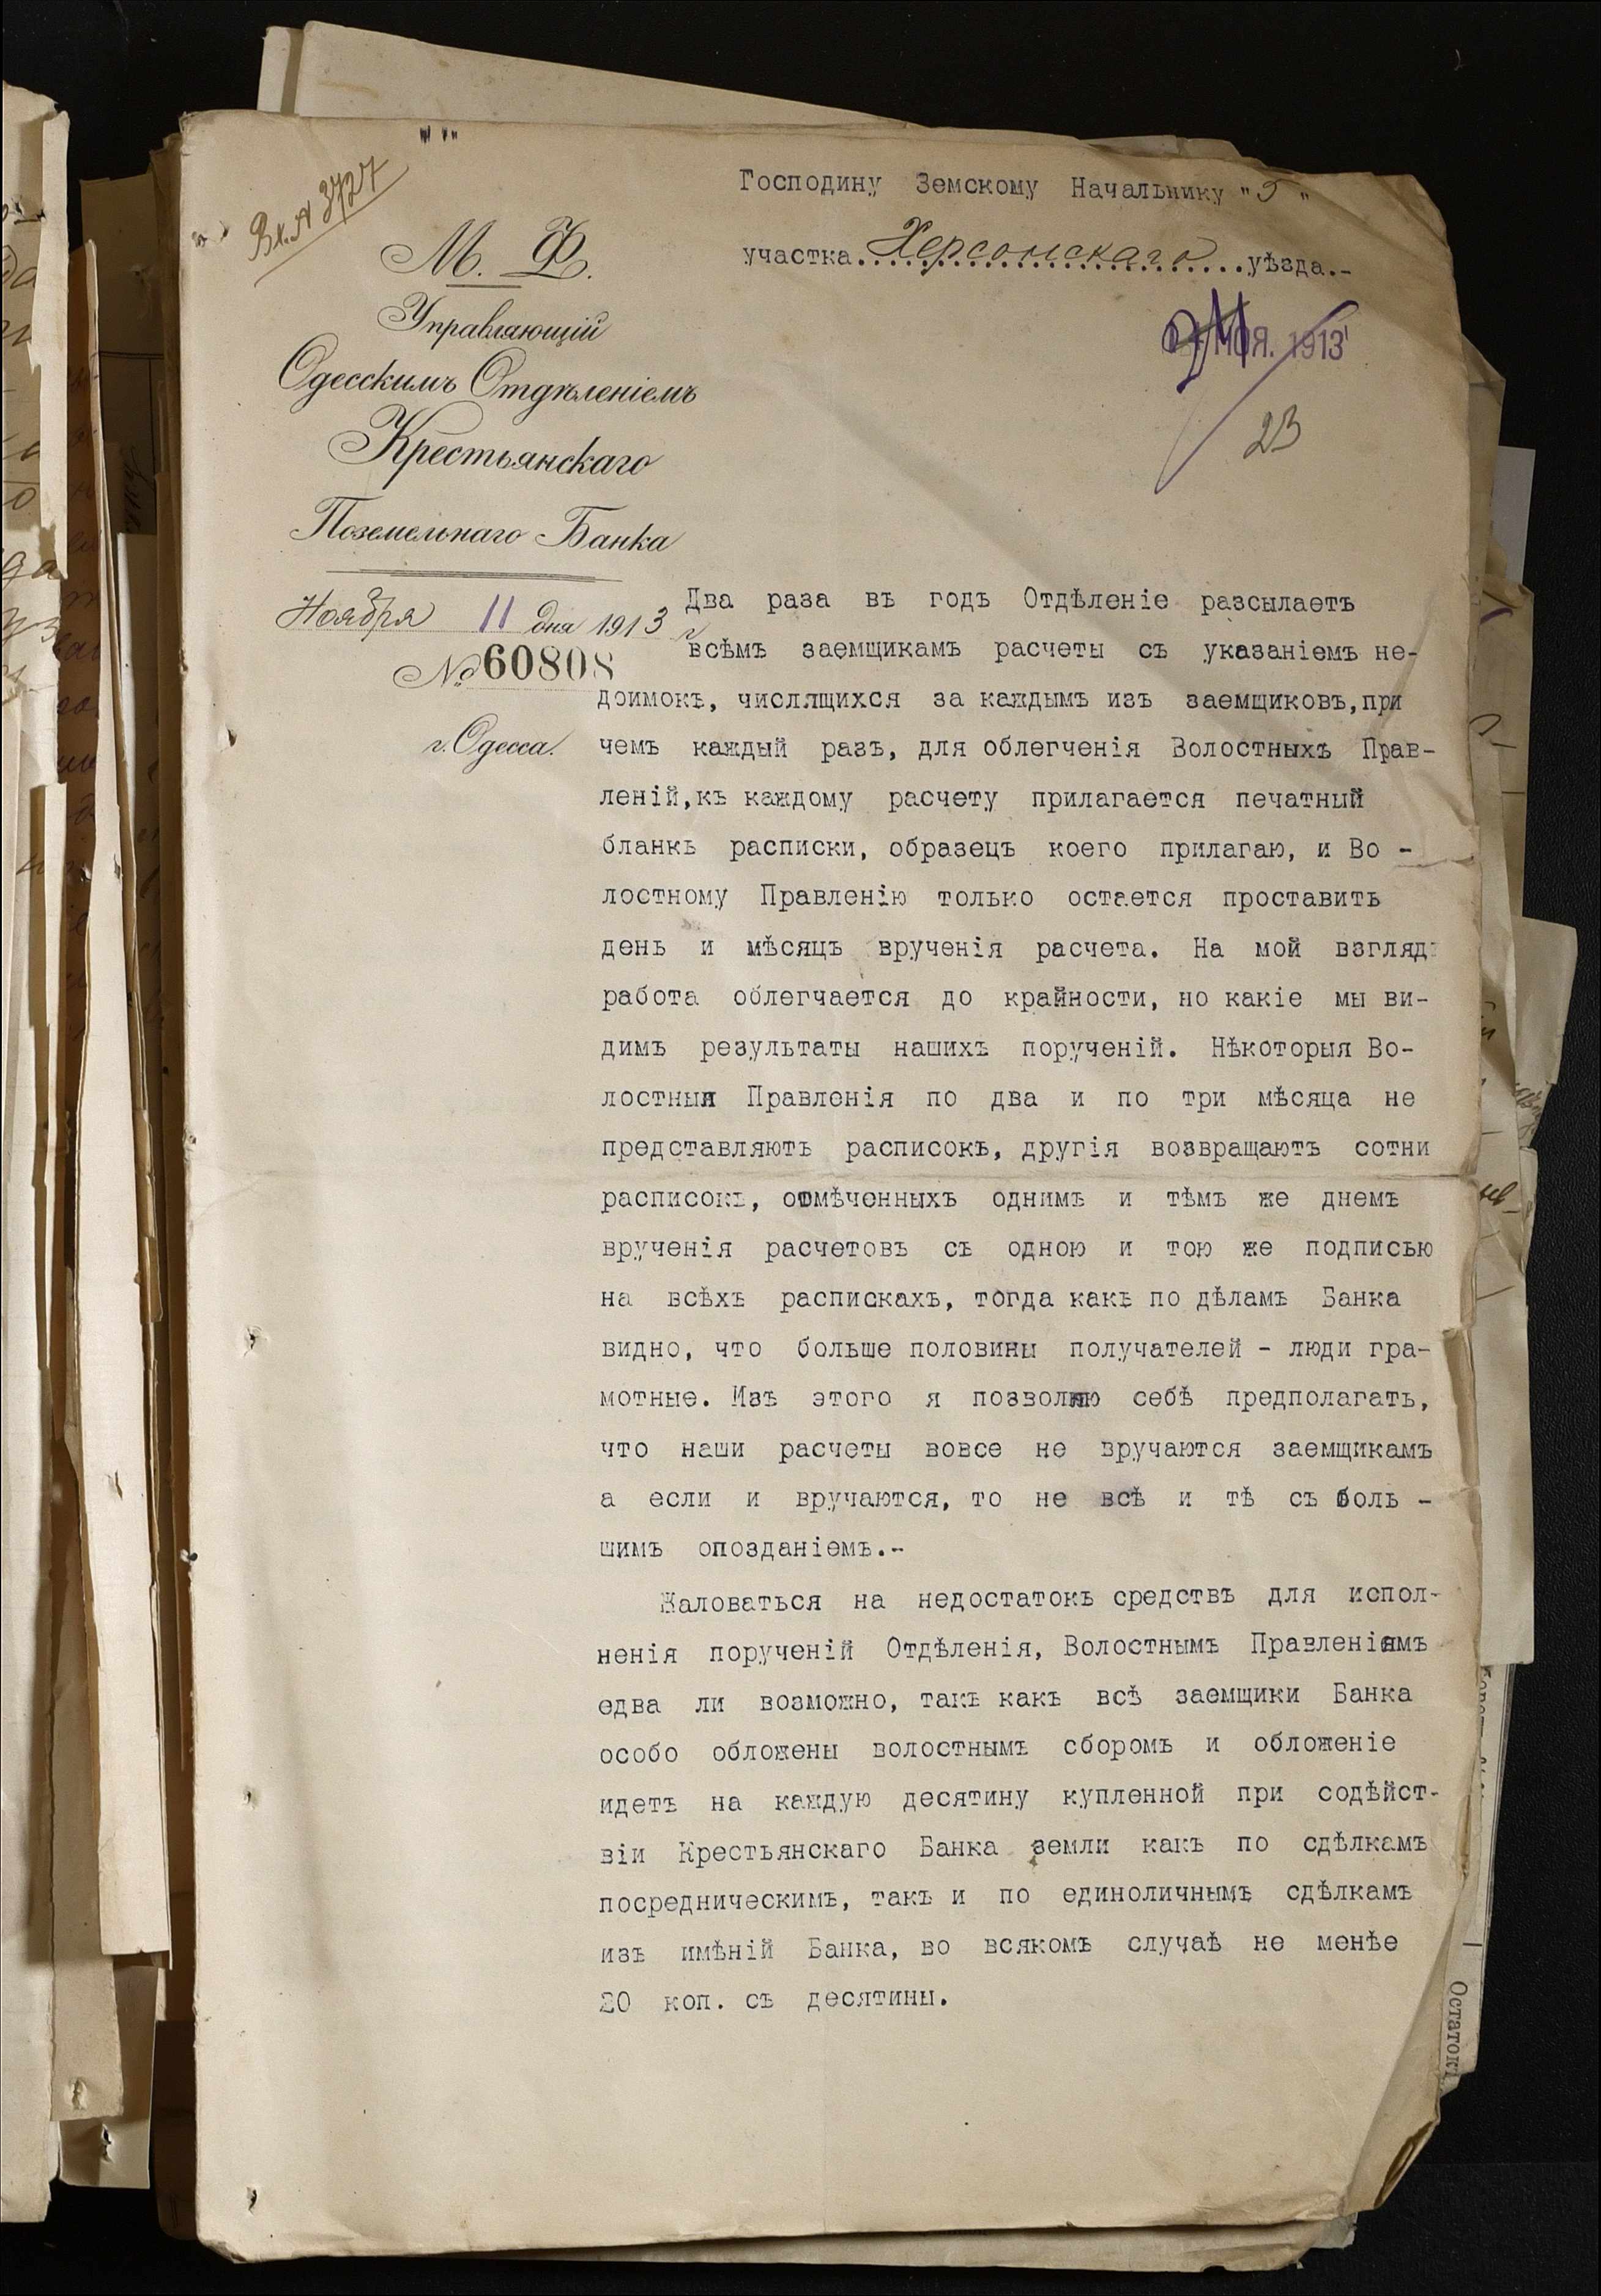 Вх. № 3727
Господину Земскому Начальнику "5"
участка Херсонскаго уѣзда.-
М. Ф.
Управляющій
Одесскимъ Отдѣленіемъ
Крестьянскаго
Поземельнаго Банка
НОЯ. 1913
23
Ноября 11 дня 1913 г.
№ 60808
г. Одесса.
Два раза въ годъ Отдѣленіе разсылаетъ
всѣмъ заемщикамъ расчеты съ указаніемъ не-
доимокъ, числящихся за каждымъ изъ заемщиковъ, при
чемъ каждый разъ, для облегченія Волостныхъ Прав-
леній, къ каждому расчету прилагается печатный
бланкъ расписки, образецъ коего прилагаю, и Во -
лостному Правленію только остается проставить
день и мѣсяцъ врученія расчета. На мой взглядъ
работа облегчается до крайности, но какіе мы ви-
димъ результаты нашихъ порученій. Нѣкоторыя Во-
лостныя Правленія по два и по три мѣсяца не
представляютъ расписокъ, другія возвращаютъ сотни
расписокъ, отмѣченныхъ однимъ и тѣмъ же днемъ
врученія расчетовъ съ одною и тою же подписью
на всѣхъ распискахъ, тогда какъ по дѣламъ Банка
видно, что больше половины получателей - люди гра-
мотные. Изъ этого я позволяю себѣ предполагать,
что наши расчеты вовсе не вручаются заемщикамъ
а если и вручаются, то не всѣ и тѣ съ боль -
шимъ опозданіемъ.-
Жаловаться на недостатокъ средствъ для испол-
ненія порученій Отдѣленія, Волостнымъ Правленіямъ
едва ли возможно, такъ какъ всѣ заемщики Банка
особо обложены волостнымъ сборомъ и обложеніе
идетъ на каждую десятину купленной при содѣйст-
віи Крестьянскаго Банка земли какъ по сдѣлкамъ
посредническимъ, такъ и по единоличнымъ сдѣлкамъ
изъ имѣній Банка, во всякомъ случаѣ не менѣе
20 коп. съ десятины.
Остатокъ